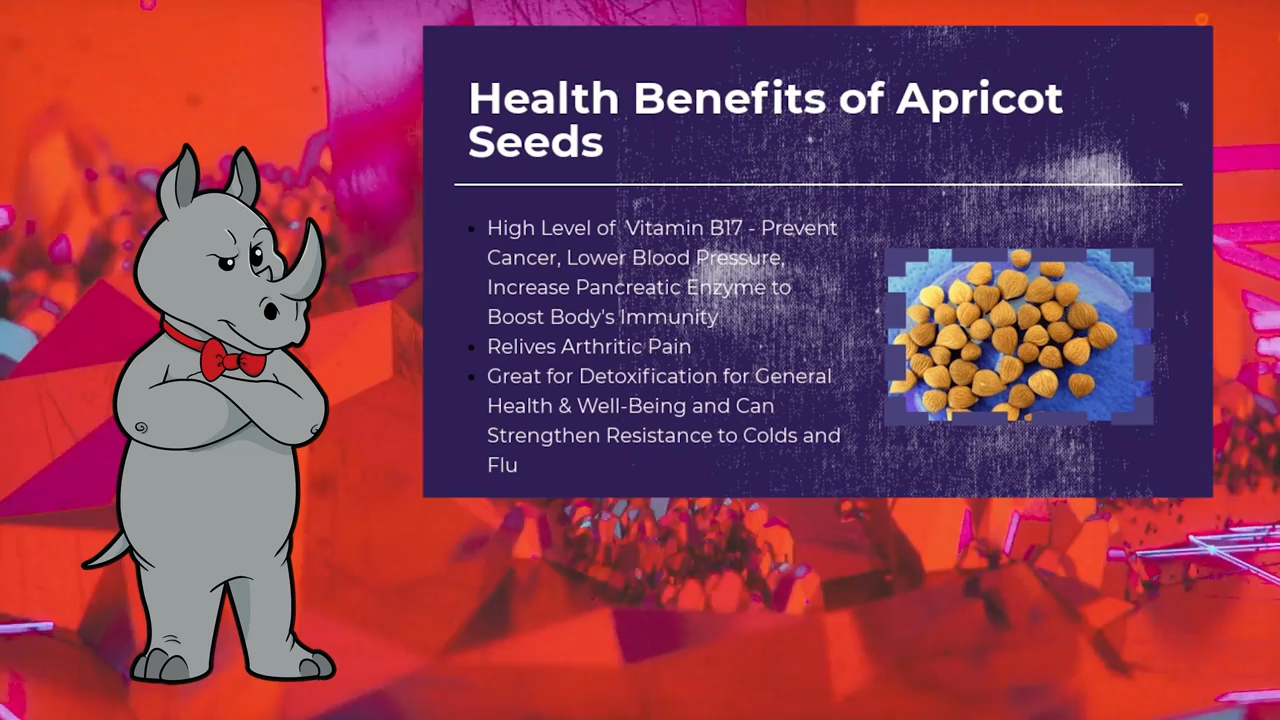 Health Benefits of Apricot
Seeds
High Level of Vitamin B17 - Prevent
Cancer, Lower Blood Pressure,
Increase Pancreatic Enzyme to
Boost Body's Immunity
Relives Arthritic Pain
Great for Detoxification for General
Health & Well-Being and Can
Strengthen Resistance to Colds and
Flu